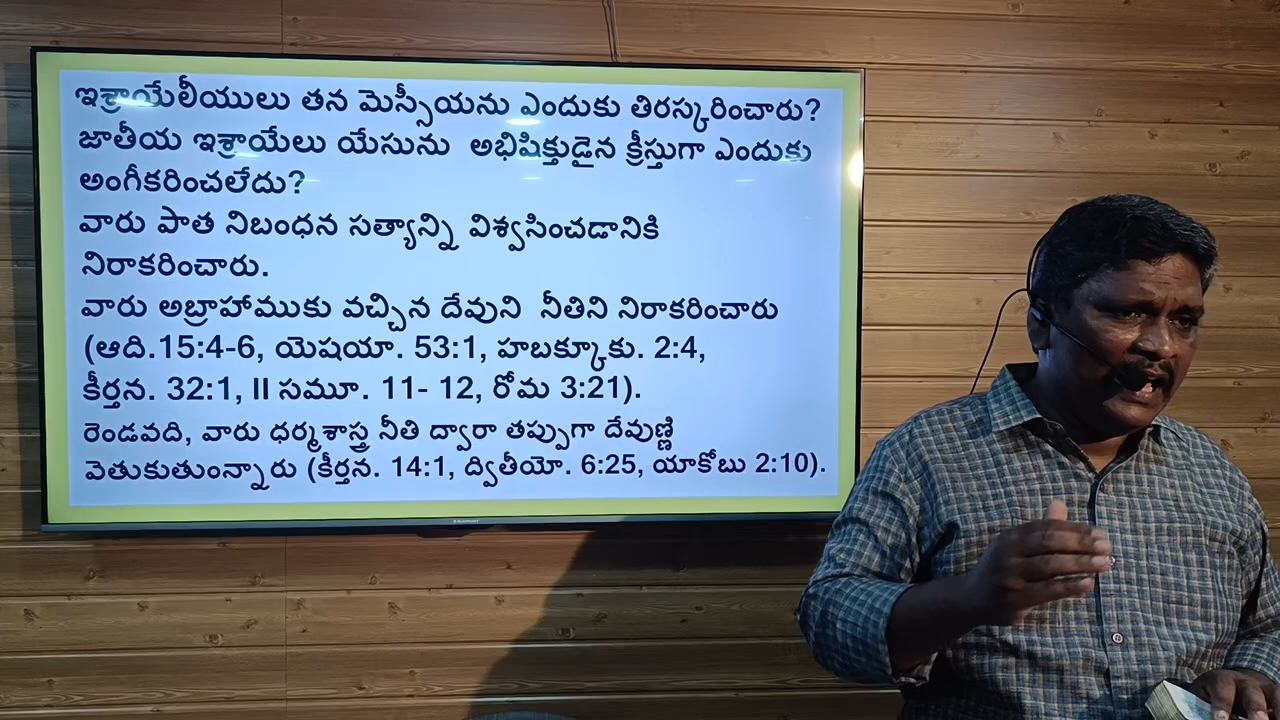 ఇశ్రాయేలీయులు తన మెస్సీయను ఎందుకు తిరస్కరించారు?
జాతీయ ఇశ్రాయేలు యేసును అభిషిక్తుడైన క్రీస్తుగా ఎందుకు
అంగీకరించలేదు?
వారు పాత నిబంధన సత్యాన్ని విశ్వసించడానికి
నిరాకరించారు.
వారు అబ్రాహాముకు వచ్చిన దేవుని నీతిని నిరాకరించారు
(ఆది.15:4-6, యెషయా. 53:1, హబక్కూకు. 2:4,
కీర్తన. 32:1, II సమూ. 11- 12, రోమ 3:21).
రెండవది, వారు ధర్మశాస్త్ర నీతి ద్వారా తప్పుగా దేవుణ్ణి
వెతుకుతుంన్నారు (కీర్తన. 14:1, ద్వితీయో. 6:25, యాకోబు 2:10).
BLAUPUNKT